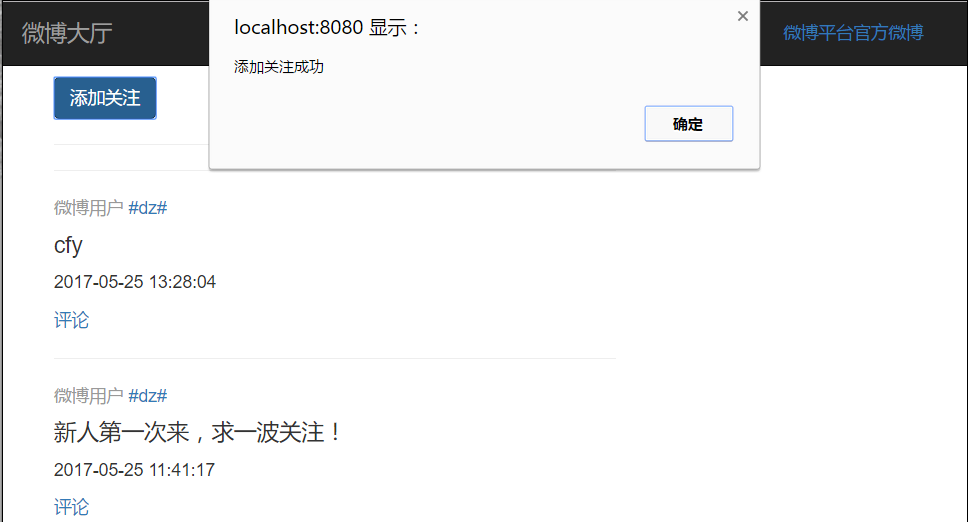 微博大厅
localhost:8080 显示：
微博平台官方微博
添加关注成功
添加关注
确定
微博用户 #dz#
cfy
2017-05-25 13:28:04
评论
微博用户 #dz#
新人第一次来，求一波关注！
2017-05-25 11:41:17
评论